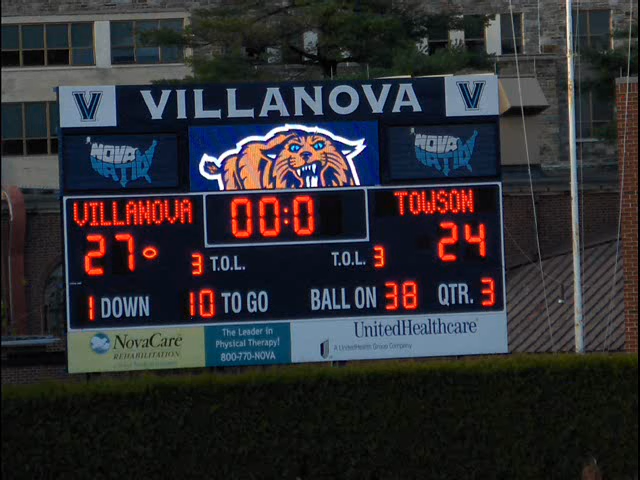 V VILLANOVA V
NOVA NATION NOVA NATION
VILLANOVA 00:0 TOWSON
27 24
3 T.O.L. T.O.L. 3
1 DOWN 10 TO GO BALL ON 38 QTR. 3
NovaCare
REHABILITATION
The Leader in
Physical Therapy!
800-770-NOVA
UnitedHealthcare
A UnitedHealth Group Company